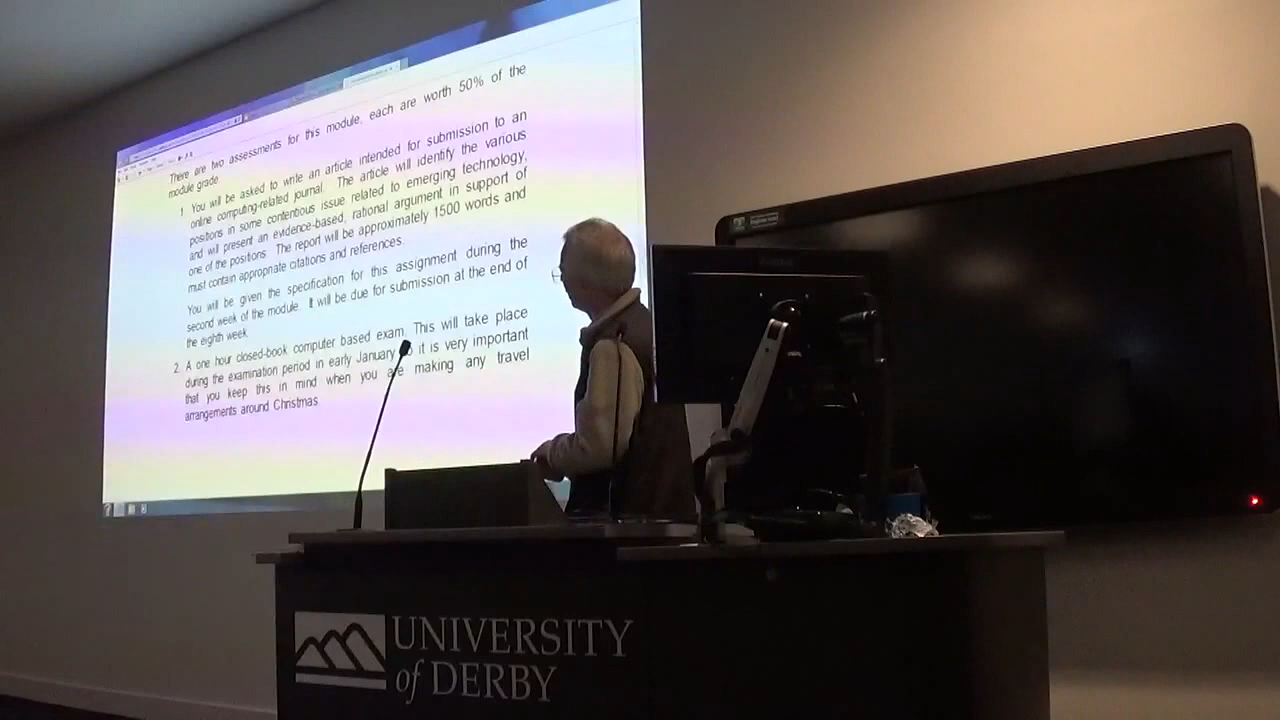 There are two assessments for this module, each are worth 50% of the
module grade
1 You will be asked to write an article intended for submission to an
online computing-related journal. The article will identify the various
positions in some contentious issue related to emerging technology,
and will present an evidence-based, rational argument in support of
one of the positions. The report will be approximately 1500 words and
must contain appropriate citations and references.
You will be given the specification for this assignment during the
second week of the module. It will be due for submission at the end of
the eighth week.
2. A one hour closed-book computer based exam. This will take place
during the examination period in early January so it is very important
that you keep this in mind when you are making any travel
arrangements around Christmas.
UNIVERSITY
of DERBY